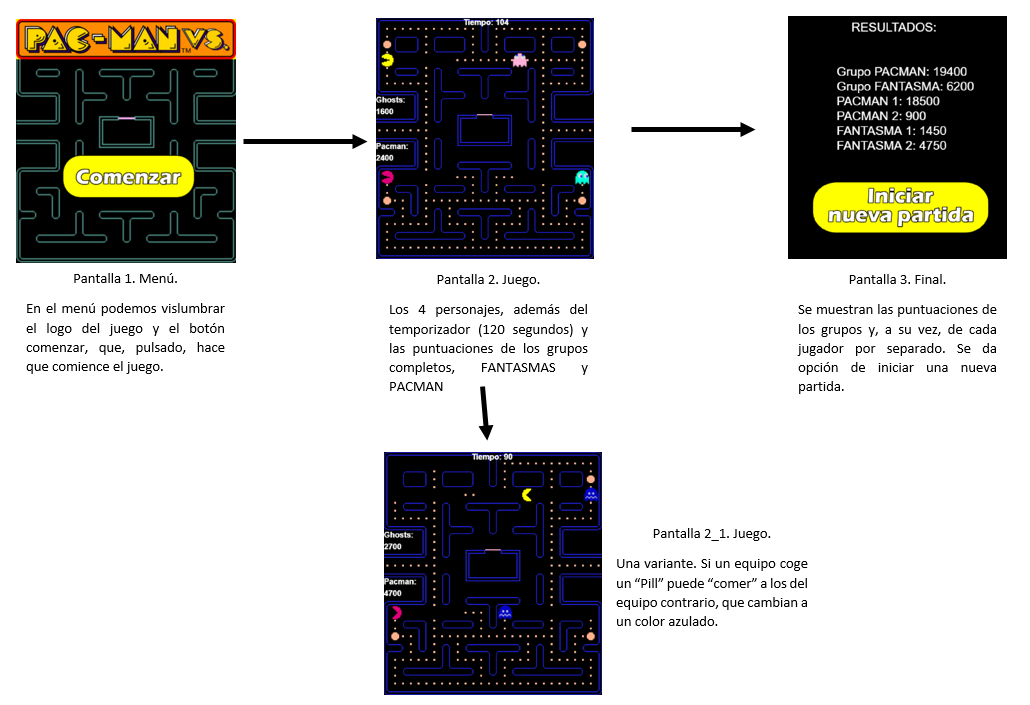 PAC-MAN VS.
TM
Comenzar
Pantalla 1. Menú.
En el menú podemos vislumbrar
el logo del juego y el botón
comenzar, que, pulsado, hace
que comience el juego.
Tiempo: 104
Ghosts:
1600
Pacman:
2400
Pantalla 2. Juego.
Los 4 personajes, además del
temporizador (120 segundos) y
las puntuaciones de los grupos
completos, FANTASMAS y
PACMAN
RESULTADOS:
Grupo PACMAN: 19400
Grupo FANTASMA: 6200
PACMAN 1: 18500
PACMAN 2: 900
FANTASMA 1: 1450
FANTASMA 2: 4750
Iniciar
nueva partida
Pantalla 3. Final.
Se muestran las puntuaciones de
los grupos y, a su vez, de cada
jugador por separado. Se da
opción de iniciar una nueva
partida.
Tiempo: 90
Ghosts:
2700
Pacman:
4700
Pantalla 2_1. Juego.
Una variante. Si un equipo coge
un “Pill” puede “comer” a los del
equipo contrario, que cambian a
un color azulado.